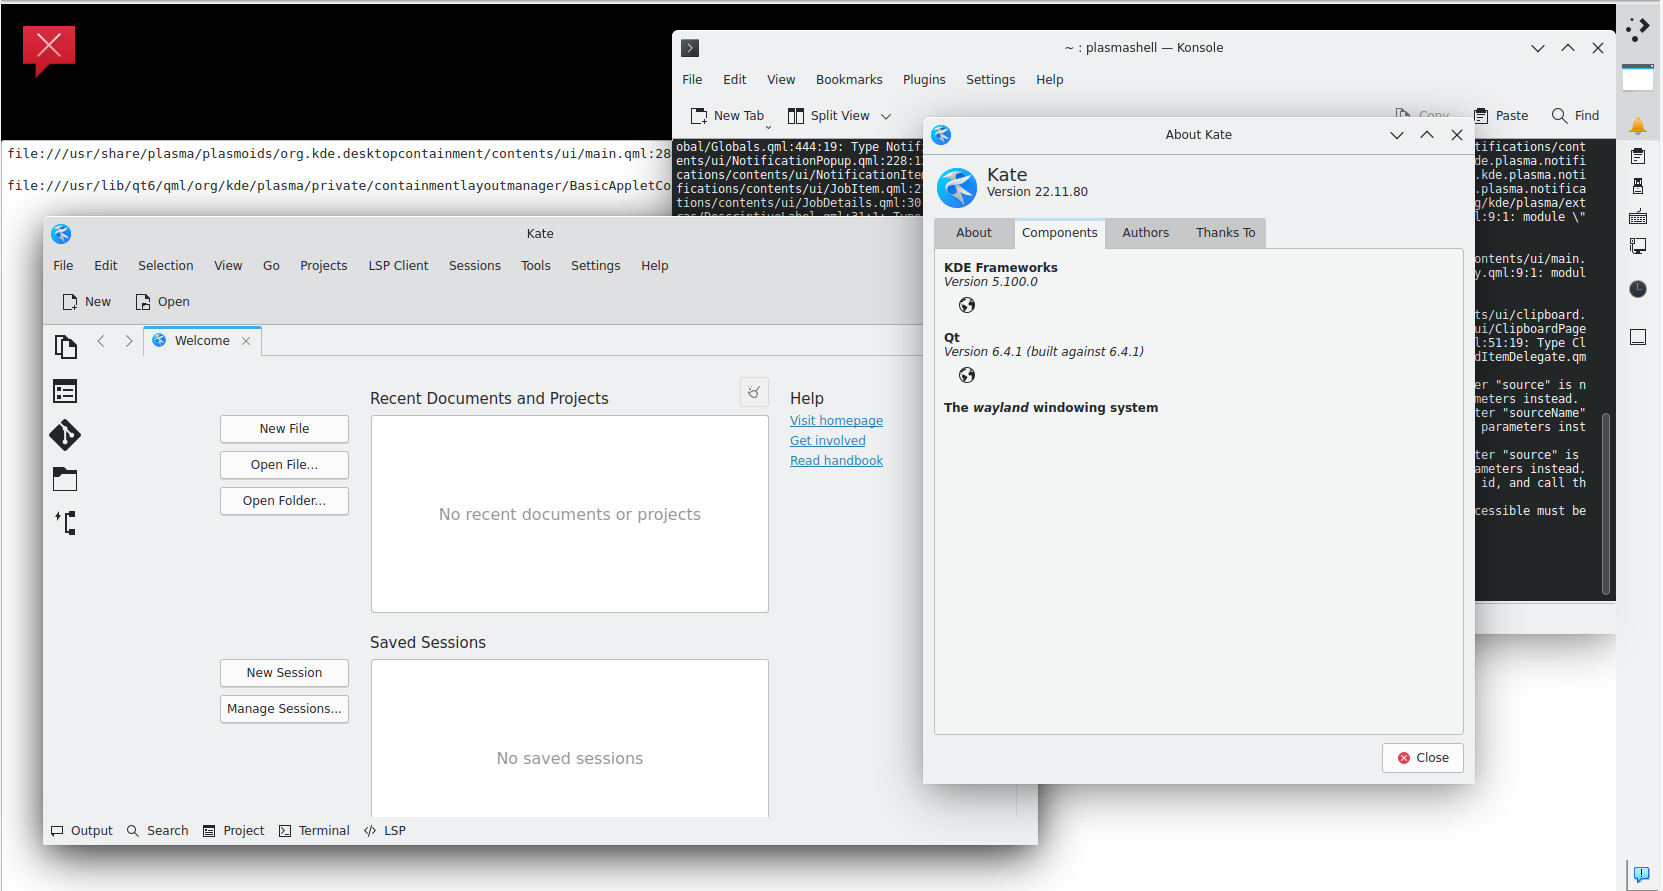 file:///usr/share/plasma/plasmoids/org.kde.desktopcontainment/contents/ui/main.qml:28
file:///usr/lib/qt6/qml/org/kde/plasma/private/containmentlayoutmanager/BasicAppletCo
~ : plasmashell — Konsole
File Edit View Bookmarks Plugins Settings Help
New Tab Split View Copy Paste Find
obal/Globals.qml:444:19: Type Notif
ents/ui/NotificationPopup.qml:228:1
cations/contents/ui/NotificationItem
fications/contents/ui/JobItem.qml:2
tions/contents/ui/JobDetails.qml:30
ras/DescriptiveLabel.qml:31:1: Type
tifications/cont
de.plasma.notifi
.kde.plasma.noti
.plasma.notifica
g/kde/plasma/ext
l:9:1: module \"
ontents/ui/main.
y.qml:9:1: modul
ts/ui/clipboard.
ui/ClipboardPage
l:51:19: Type Cl
dItemDelegate.qm
er "source" is n
meters instead.
ter "sourceName"
parameters inst
ter "source" is
ameters instead.
id, and call th
cessible must be
Kate
File Edit Selection View Go Projects LSP Client Sessions Tools Settings Help
New Open
Welcome
Recent Documents and Projects
New File
Open File...
Open Folder...
No recent documents or projects
Help
Visit homepage
Get involved
Read handbook
Saved Sessions
New Session
Manage Sessions...
No saved sessions
Output Search Project Terminal LSP
About Kate
Kate
Version 22.11.80
About Components Authors Thanks To
KDE Frameworks
Version 5.100.0
Qt
Version 6.4.1 (built against 6.4.1)
The wayland windowing system
Close